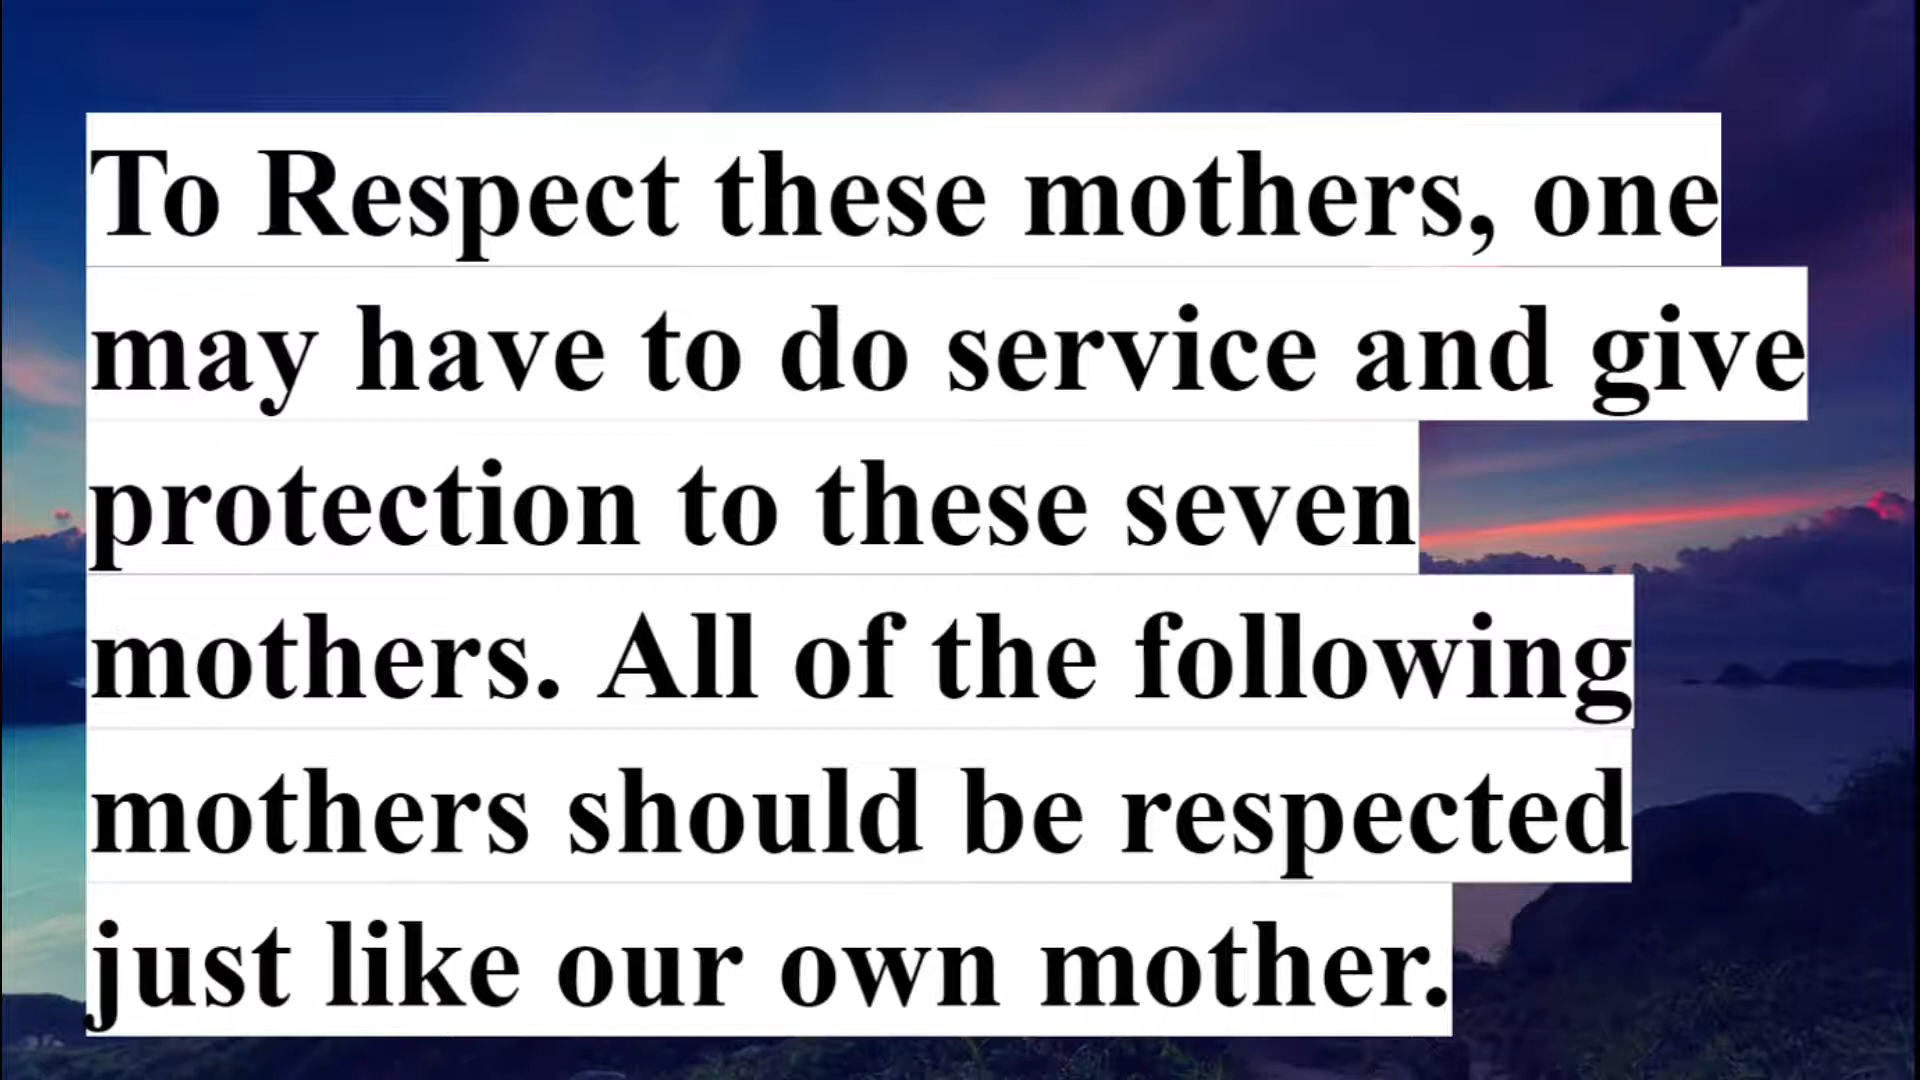 To Respect these mothers, one
may have to do service and give
protection to these seven
mothers. All of the following
mothers should be respected
just like our own mother.